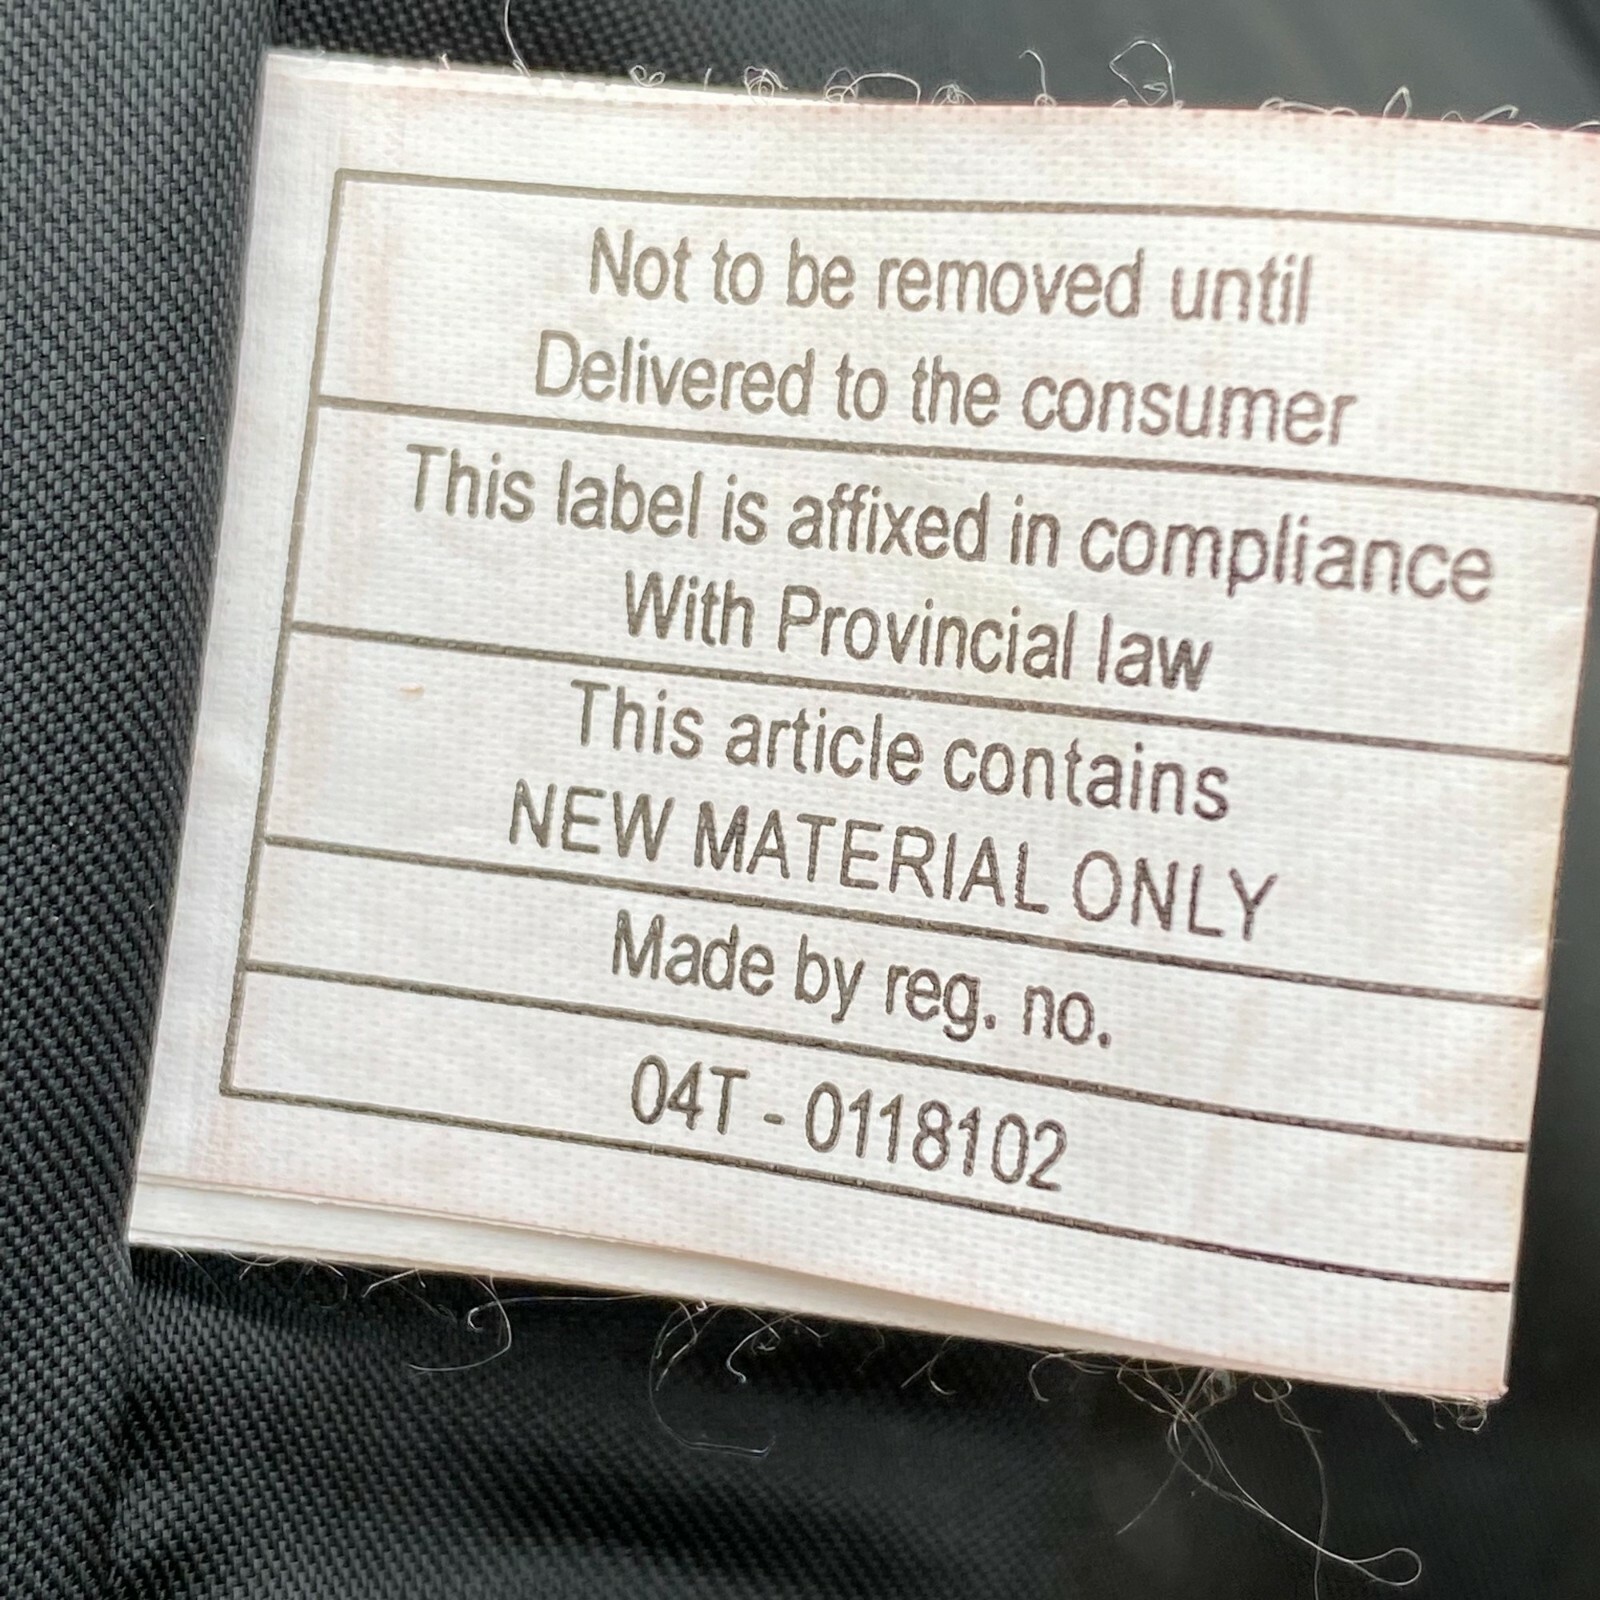 Not to be removed until
Delivered to the consumer
This label is affixed in compliance
With Provincial law
This article contains
NEW MATERIAL ONLY
Made by reg. no.
04T - 0118102